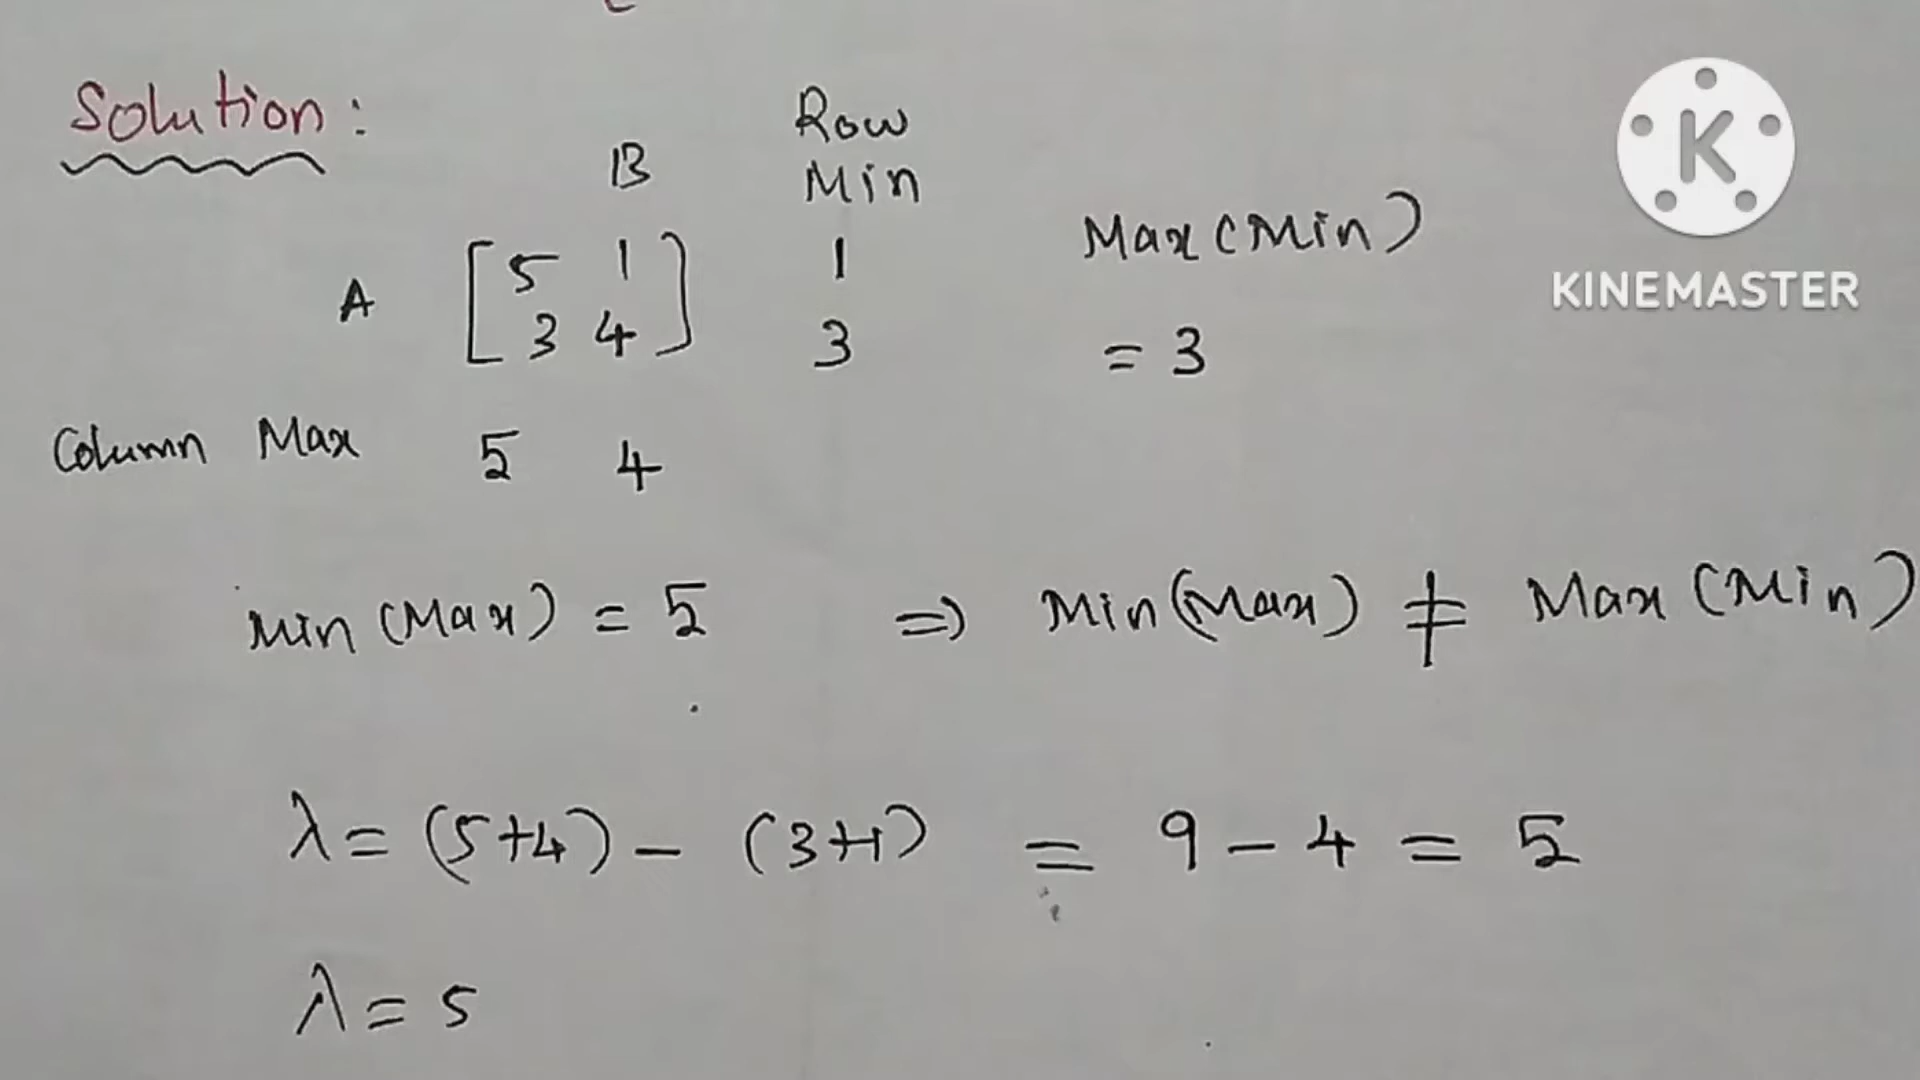 Solution :
B
Row
Min
A [ 5 1 ] 1
3 4 3
Max (Min)
= 3
Column Max 5 4
Min (Max) = 5 ⇒ Min (Max) ≠ Max (Min)
λ = (5+4) - (3+1) = 9 - 4 = 5
λ = 5
KINEMASTER